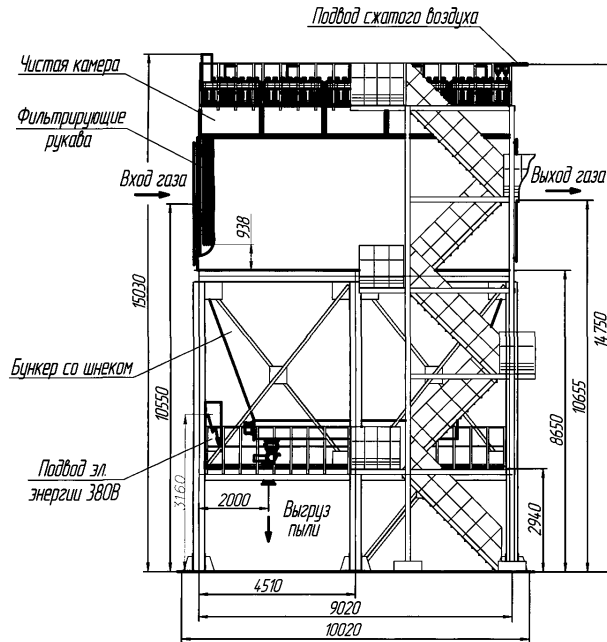 Подвод сжатого воздуха
Чистая камера
Фильтрирующие
рукава
Вход газа
Выход газа
938
15030
10550
14750
10655
8650
Бункер со шнеком
Подвод эл.
энергии 380В
3160
2000
Выгруз
пыли
2940
4510
9020
10020